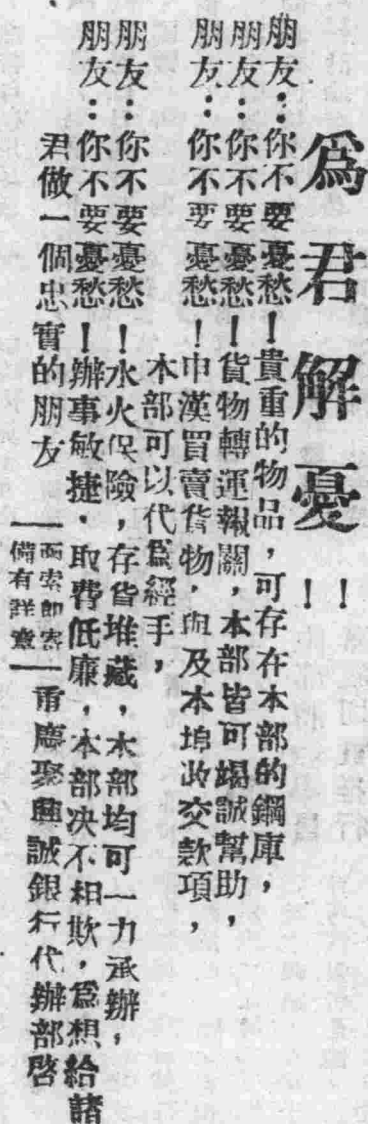 為君解憂!!
朋友:你不要憂愁!貴重的物品,可存在本部的鋼庫,
朋友:你不要憂愁!貨物轉運報關,本部皆可竭誠幫助,
朋友:你不要憂愁!申漢買賣貨物,與及本埠收交款項,
本部可以代爲經手,
朋友:你不要憂愁!水火保險,存貨堆藏,本部均可一力承辦,
朋友:你不要憂愁!辦事敏捷,取費低廉,本部决不相欺,爲想給諸
君做一個忠實的朋友
備有詳章
函索即寄
重慶聚興誠銀行代辦部啓